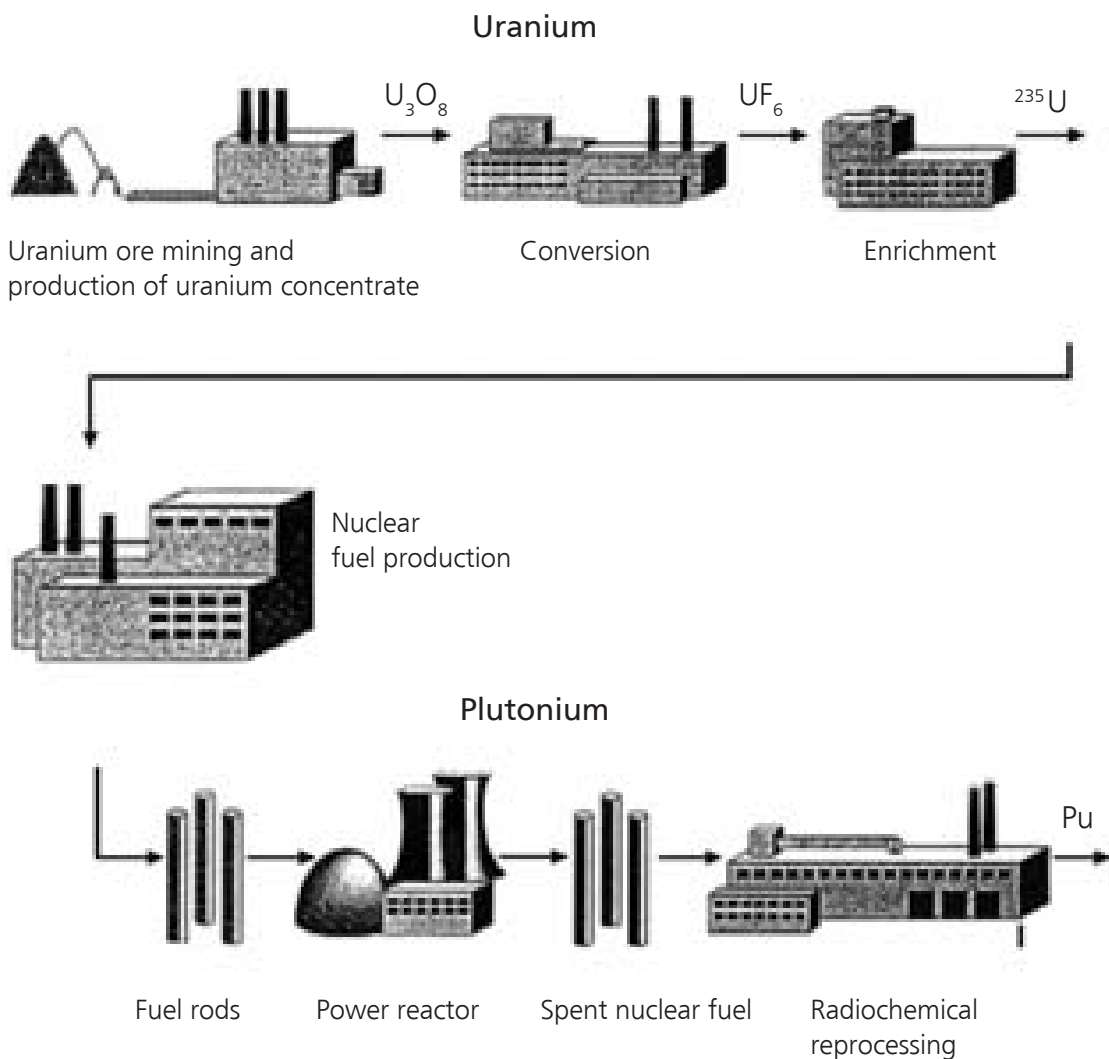 Uranium
U₃O₈
UF₆
²³⁵U
Uranium ore mining and
production of uranium concentrate
Conversion
Enrichment
Nuclear
fuel production
Plutonium
Pu
Fuel rods
Power reactor
Spent nuclear fuel
Radiochemical
reprocessing